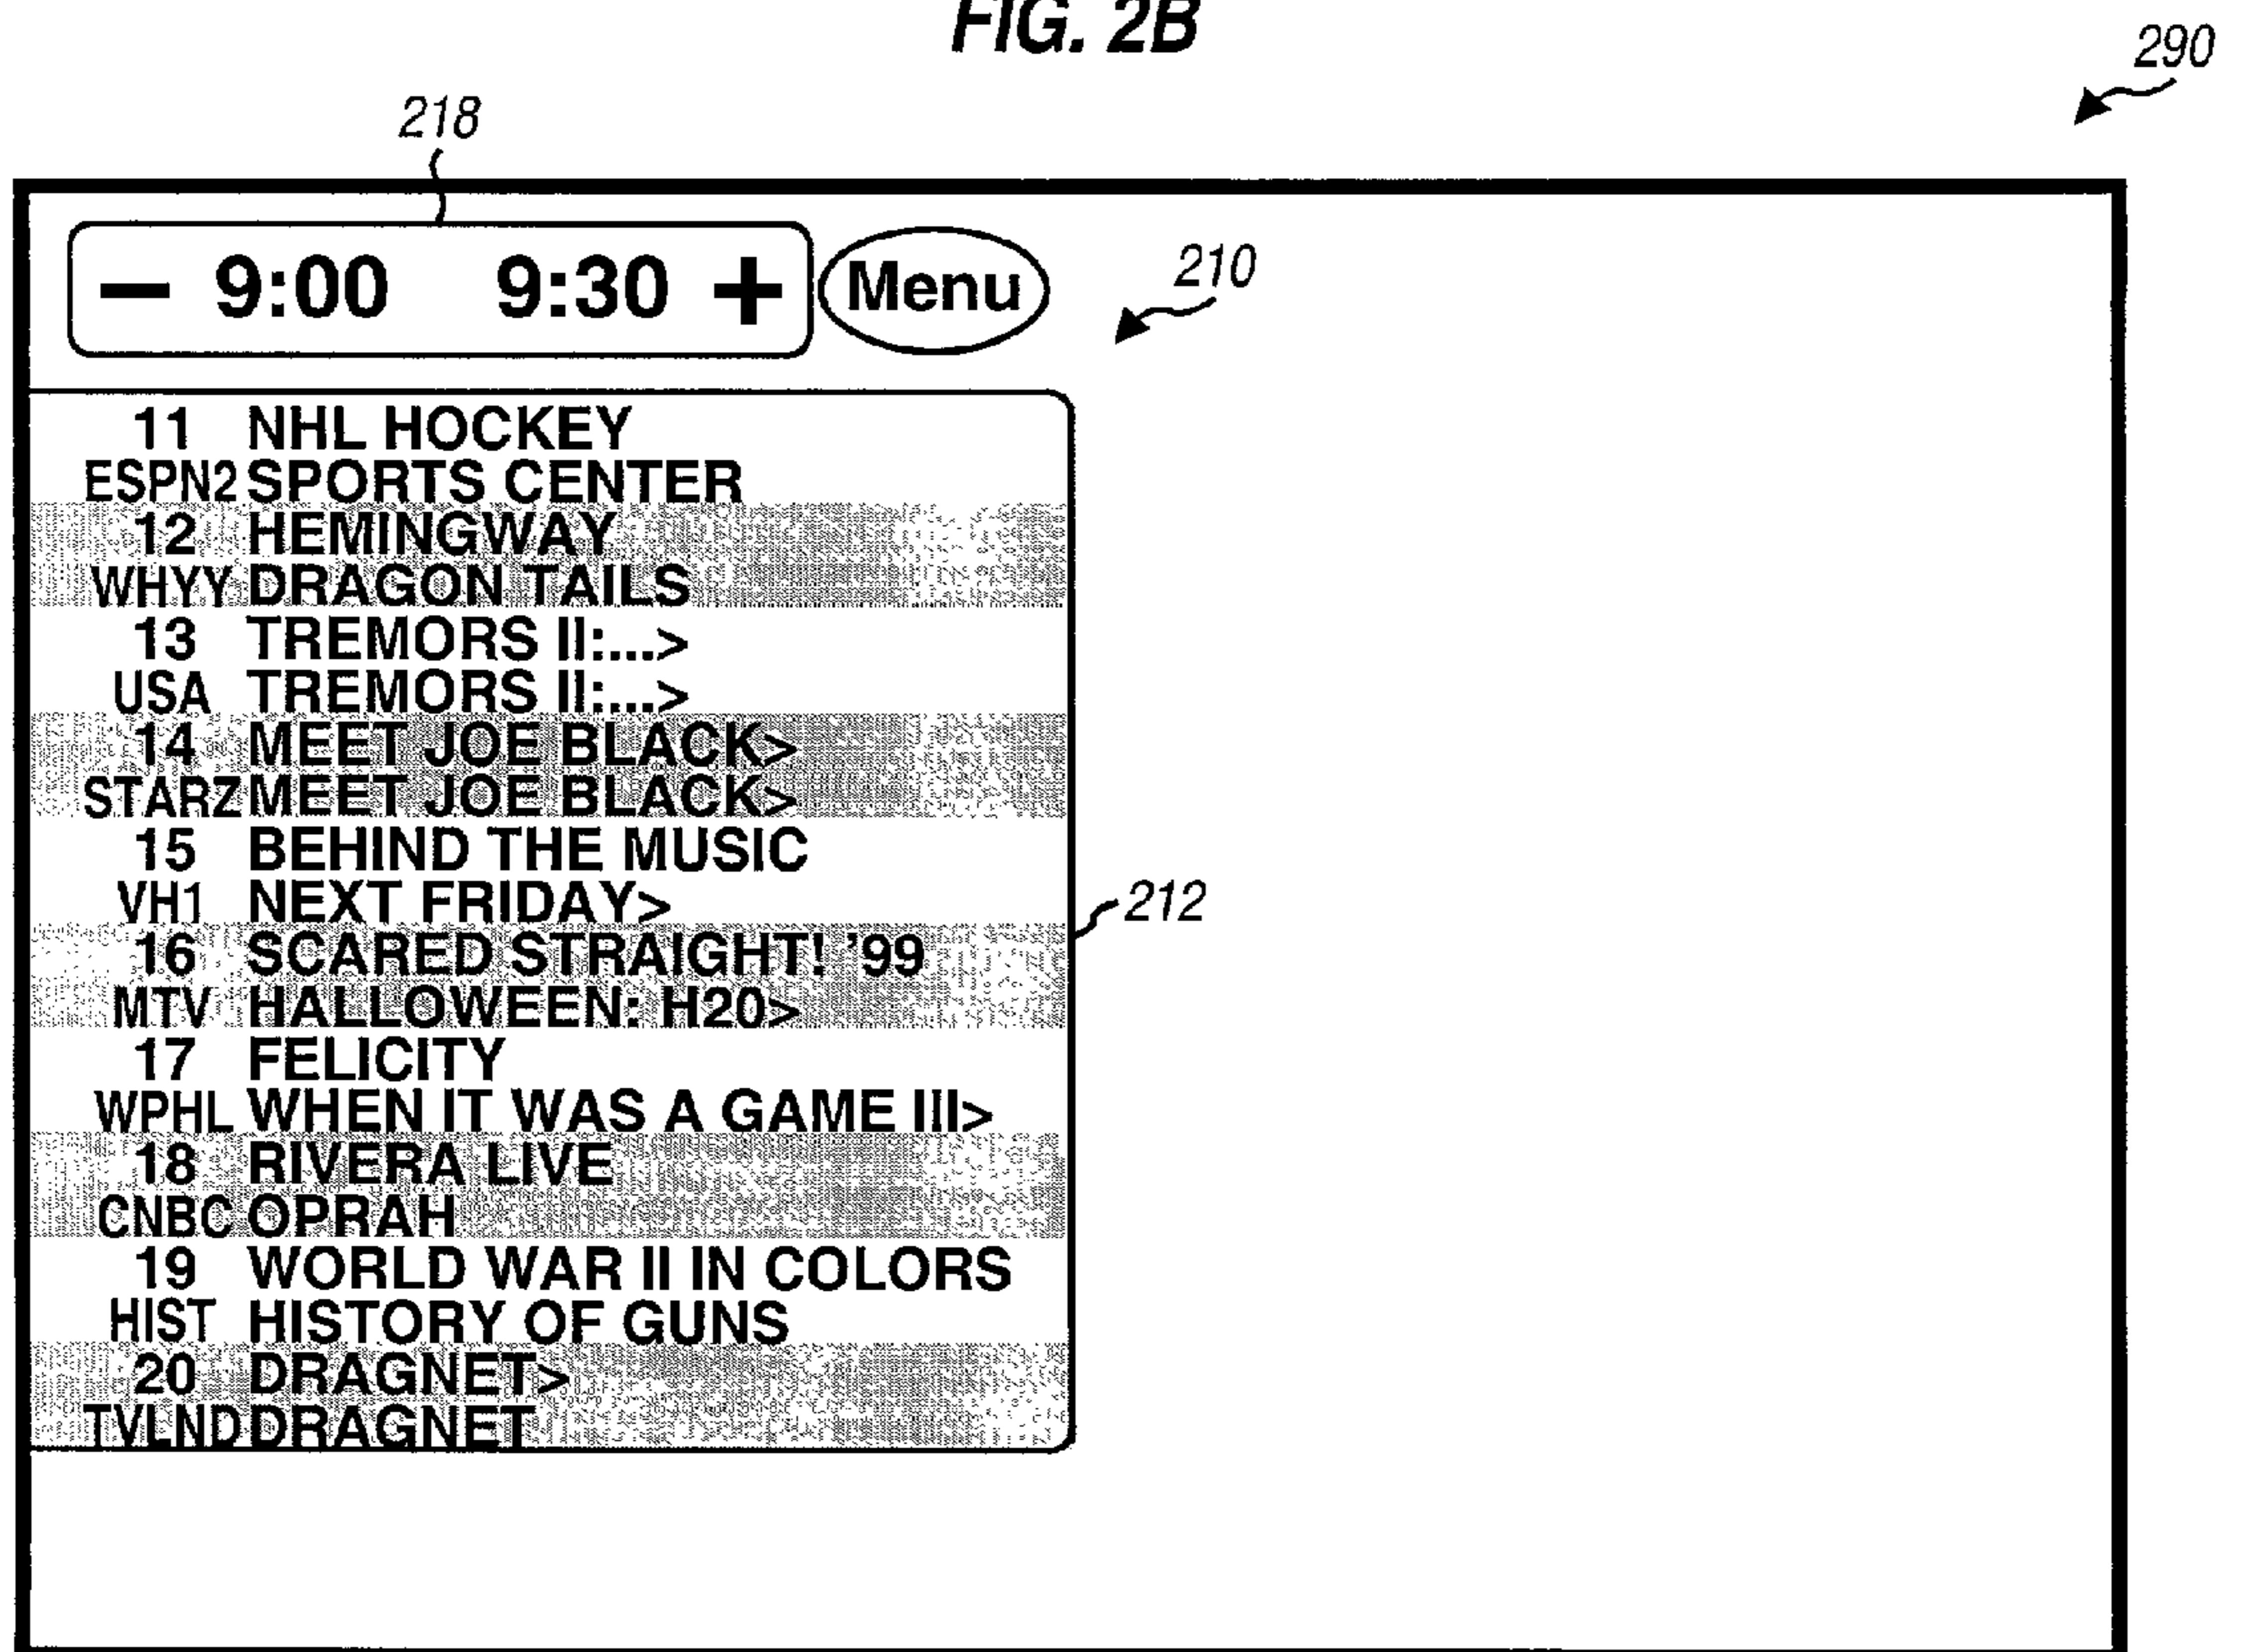 FIG. 2B
290
218
— 9:00 9:30 + Menu
210
11 NHL HOCKEY
ESPN2 SPORTS CENTER
12 HEMINGWAY
WHYY DRAGON TAILS
13 TREMORS II:...>
USA TREMORS II:...>
14 MEET JOE BLACK>
STARZ MEET JOE BLACK>
15 BEHIND THE MUSIC
VH1 NEXT FRIDAY>
212
16 SCARED STRAIGHT! '99
MTV HALLOWEEN: H20>
17 FELICITY
WPHL WHEN IT WAS A GAME III>
18 RIVERA LIVE
CNBC OPRAH
19 WORLD WAR II IN COLORS
HIST HISTORY OF GUNS
20 DRAGNET>
TVLND DRAGNET